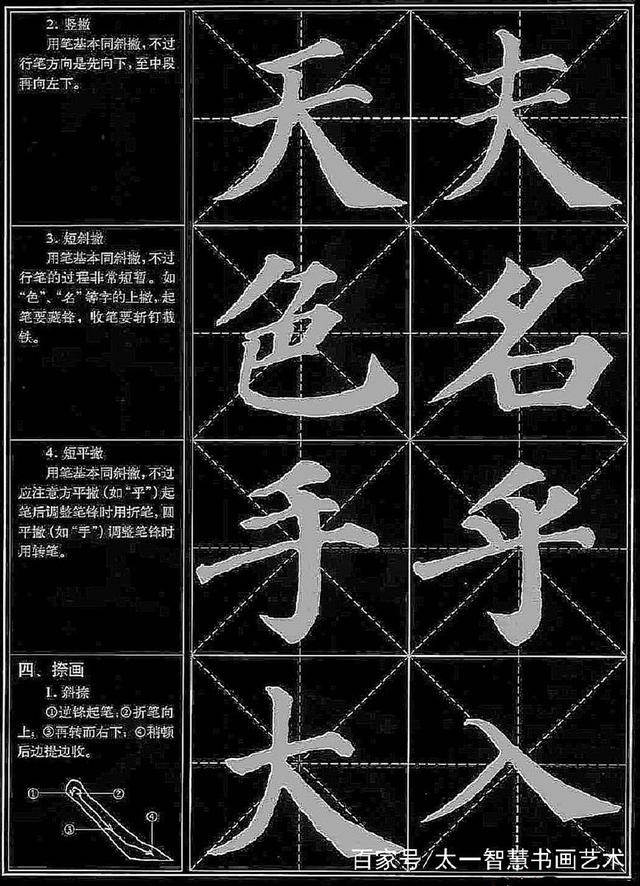 2. 竖撇
用笔基本同斜撇,不过
行笔方向是先向下,至中段
再向左下。
天 夫
3. 短斜撇
用笔基本同斜撇,不过
行笔的过程非常短暂。如
“色”、“名”等字的上撇,起
笔要藏锋,收笔要斩钉截
铁。
色 名
4. 短平撇
用笔基本同斜撇,不过
应注意方平撇(如“乎”)起
笔后调整笔锋时用折笔,圆
平撇(如“手”)调整笔锋时
用转笔。
手 乎
四、捺画
1. 斜捺
①逆锋起笔;②折笔向
上;③再转而右下;④稍顿
后边提边收。
① ② ③ ④
大 入
百家号/太一智慧书画艺术